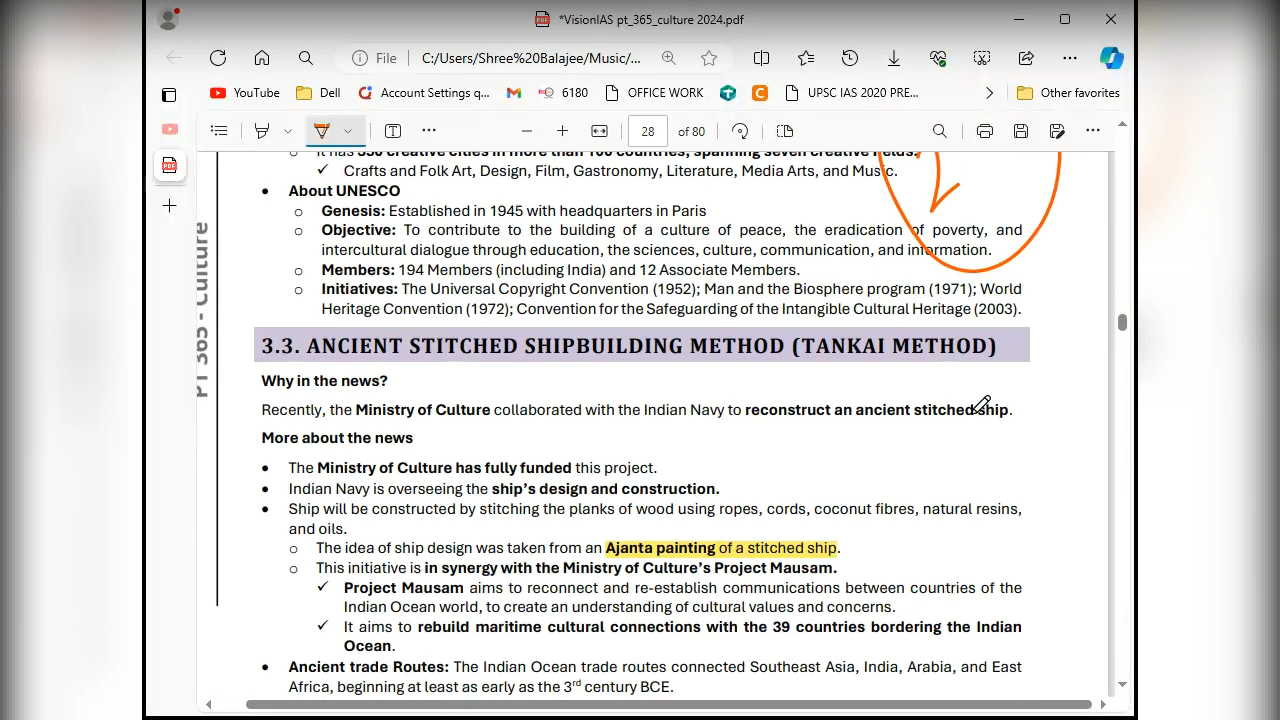 *VisionIAS pt_365_culture 2024.pdf
File C:/Users/Shree%20Balajee/Music/...
YouTube Dell Account Settings q... 6180 OFFICE WORK UPSC IAS 2020 PRE... Other favorites
28 of 80
creative cities in more than 100 countries, spanning seven creative fields.
✓ Crafts and Folk Art, Design, Film, Gastronomy, Literature, Media Arts, and Music.
• About UNESCO
o Genesis: Established in 1945 with headquarters in Paris
o Objective: To contribute to the building of a culture of peace, the eradication of poverty, and
intercultural dialogue through education, the sciences, culture, communication, and information.
o Members: 194 Members (including India) and 12 Associate Members.
o Initiatives: The Universal Copyright Convention (1952); Man and the Biosphere program (1971); World
Heritage Convention (1972); Convention for the Safeguarding of the Intangible Cultural Heritage (2003).
PT 365 - Culture
3.3. ANCIENT STITCHED SHIPBUILDING METHOD (TANKAI METHOD)
Why in the news?
Recently, the Ministry of Culture collaborated with the Indian Navy to reconstruct an ancient stitched ship.
More about the news
• The Ministry of Culture has fully funded this project.
• Indian Navy is overseeing the ship's design and construction.
• Ship will be constructed by stitching the planks of wood using ropes, cords, coconut fibres, natural resins,
and oils.
o The idea of ship design was taken from an Ajanta painting of a stitched ship.
o This initiative is in synergy with the Ministry of Culture's Project Mausam.
✓ Project Mausam aims to reconnect and re-establish communications between countries of the
Indian Ocean world, to create an understanding of cultural values and concerns.
✓ It aims to rebuild maritime cultural connections with the 39 countries bordering the Indian
Ocean.
• Ancient trade Routes: The Indian Ocean trade routes connected Southeast Asia, India, Arabia, and East
Africa, beginning at least as early as the 3rd century BCE.